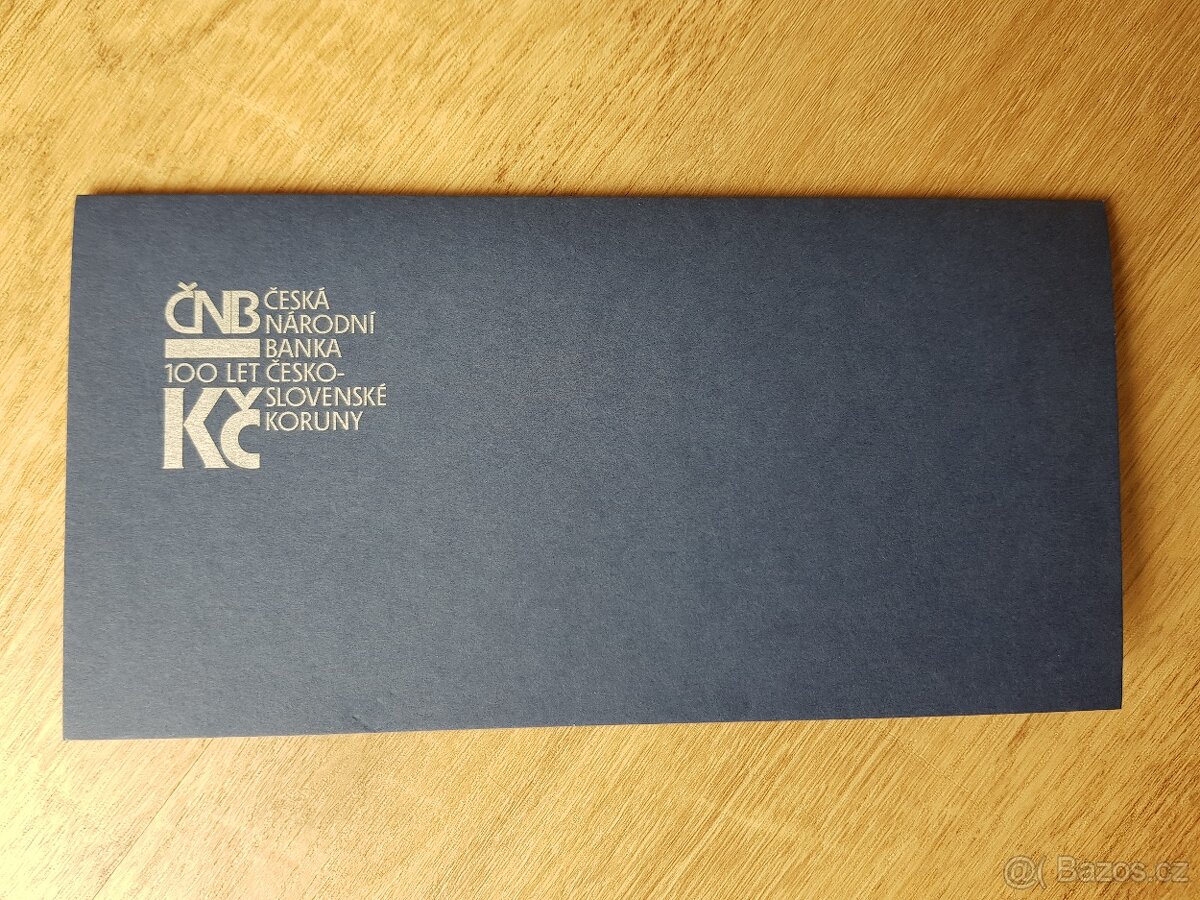 ČNB ČESKÁ
NÁRODNÍ
BANKA
100 LET ČESKO-
SLOVENSKÉ
Kč KORUNY
@( Bazos.cz